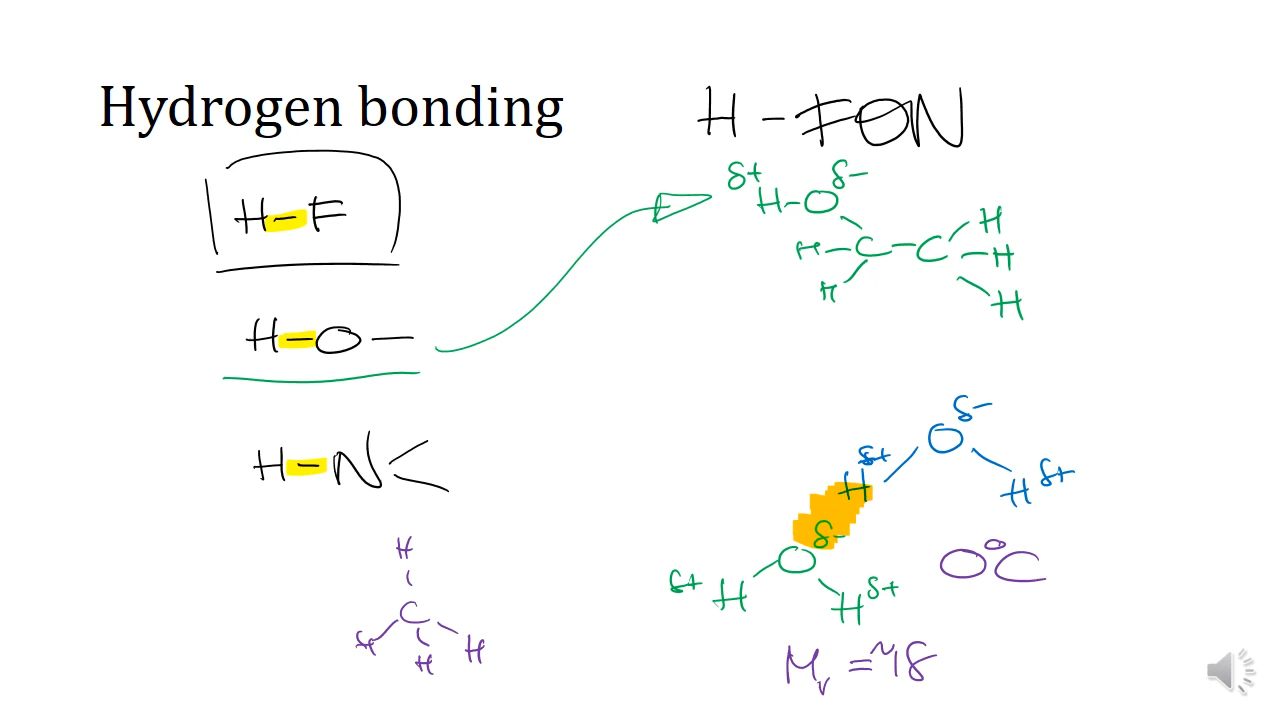 Hydrogen bonding
H – FON
H–F
δ+ δ–
H–O
H–C–C H
H
H
H
H–O–
H–N<
δ–
O
δ+
H
H δ+
δ–
O
δ+ H
H δ+
0°C
H
C
H H H
Mr = ~18